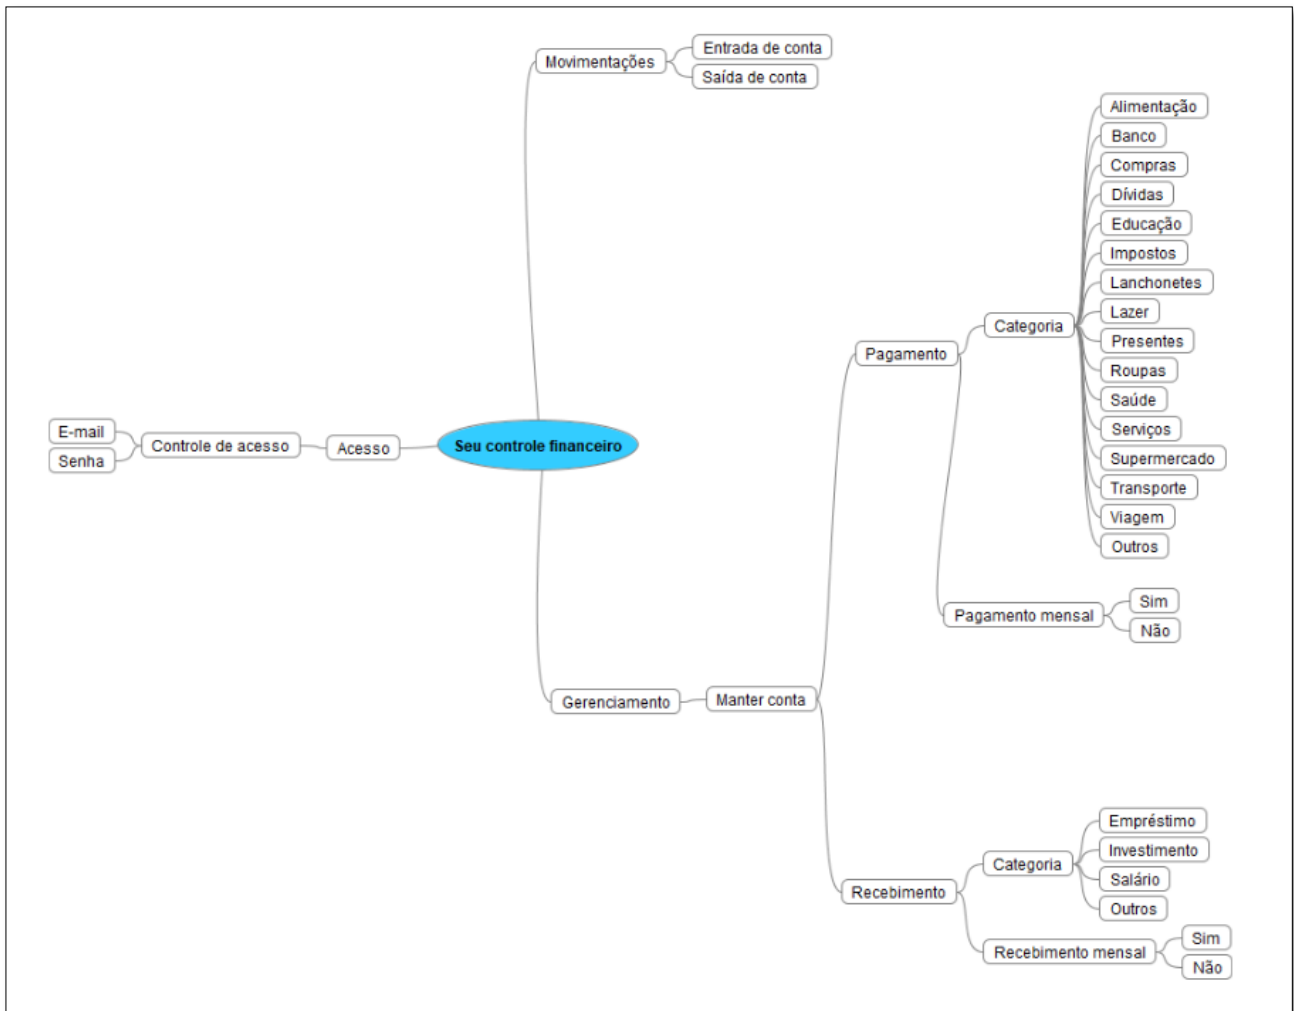 Movimentações
Entrada de conta
Saída de conta
Seu controle financeiro
Acesso
Controle de acesso
E-mail
Senha
Gerenciamento
Manter conta
Pagamento
Categoria
Alimentação
Banco
Compras
Dívidas
Educação
Impostos
Lanchonetes
Lazer
Presentes
Roupas
Saúde
Serviços
Supermercado
Transporte
Viagem
Outros
Pagamento mensal
Sim
Não
Recebimento
Categoria
Empréstimo
Investimento
Salário
Outros
Recebimento mensal
Sim
Não